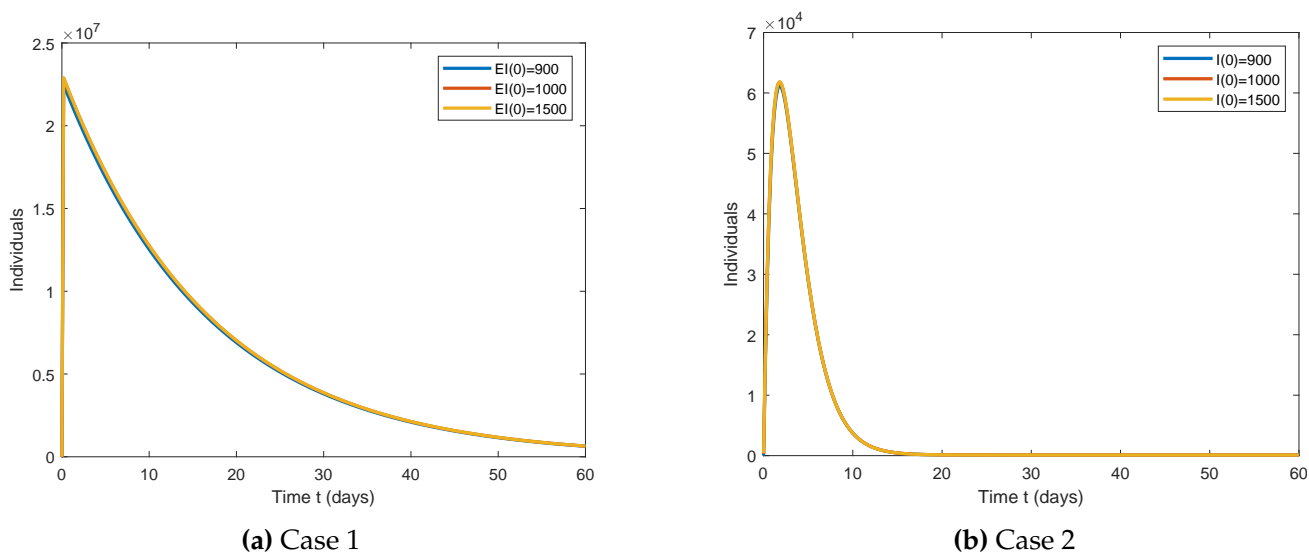 ×10^7
2.5
2
1.5
1
0.5
0
Individuals
0 10 20 30 40 50 60
Time t (days)
EI(0)=900
EI(0)=1000
EI(0)=1500
(a) Case 1
×10^4
7
6
5
4
3
2
1
0
Individuals
0 10 20 30 40 50 60
Time t (days)
I(0)=900
I(0)=1000
I(0)=1500
(b) Case 2